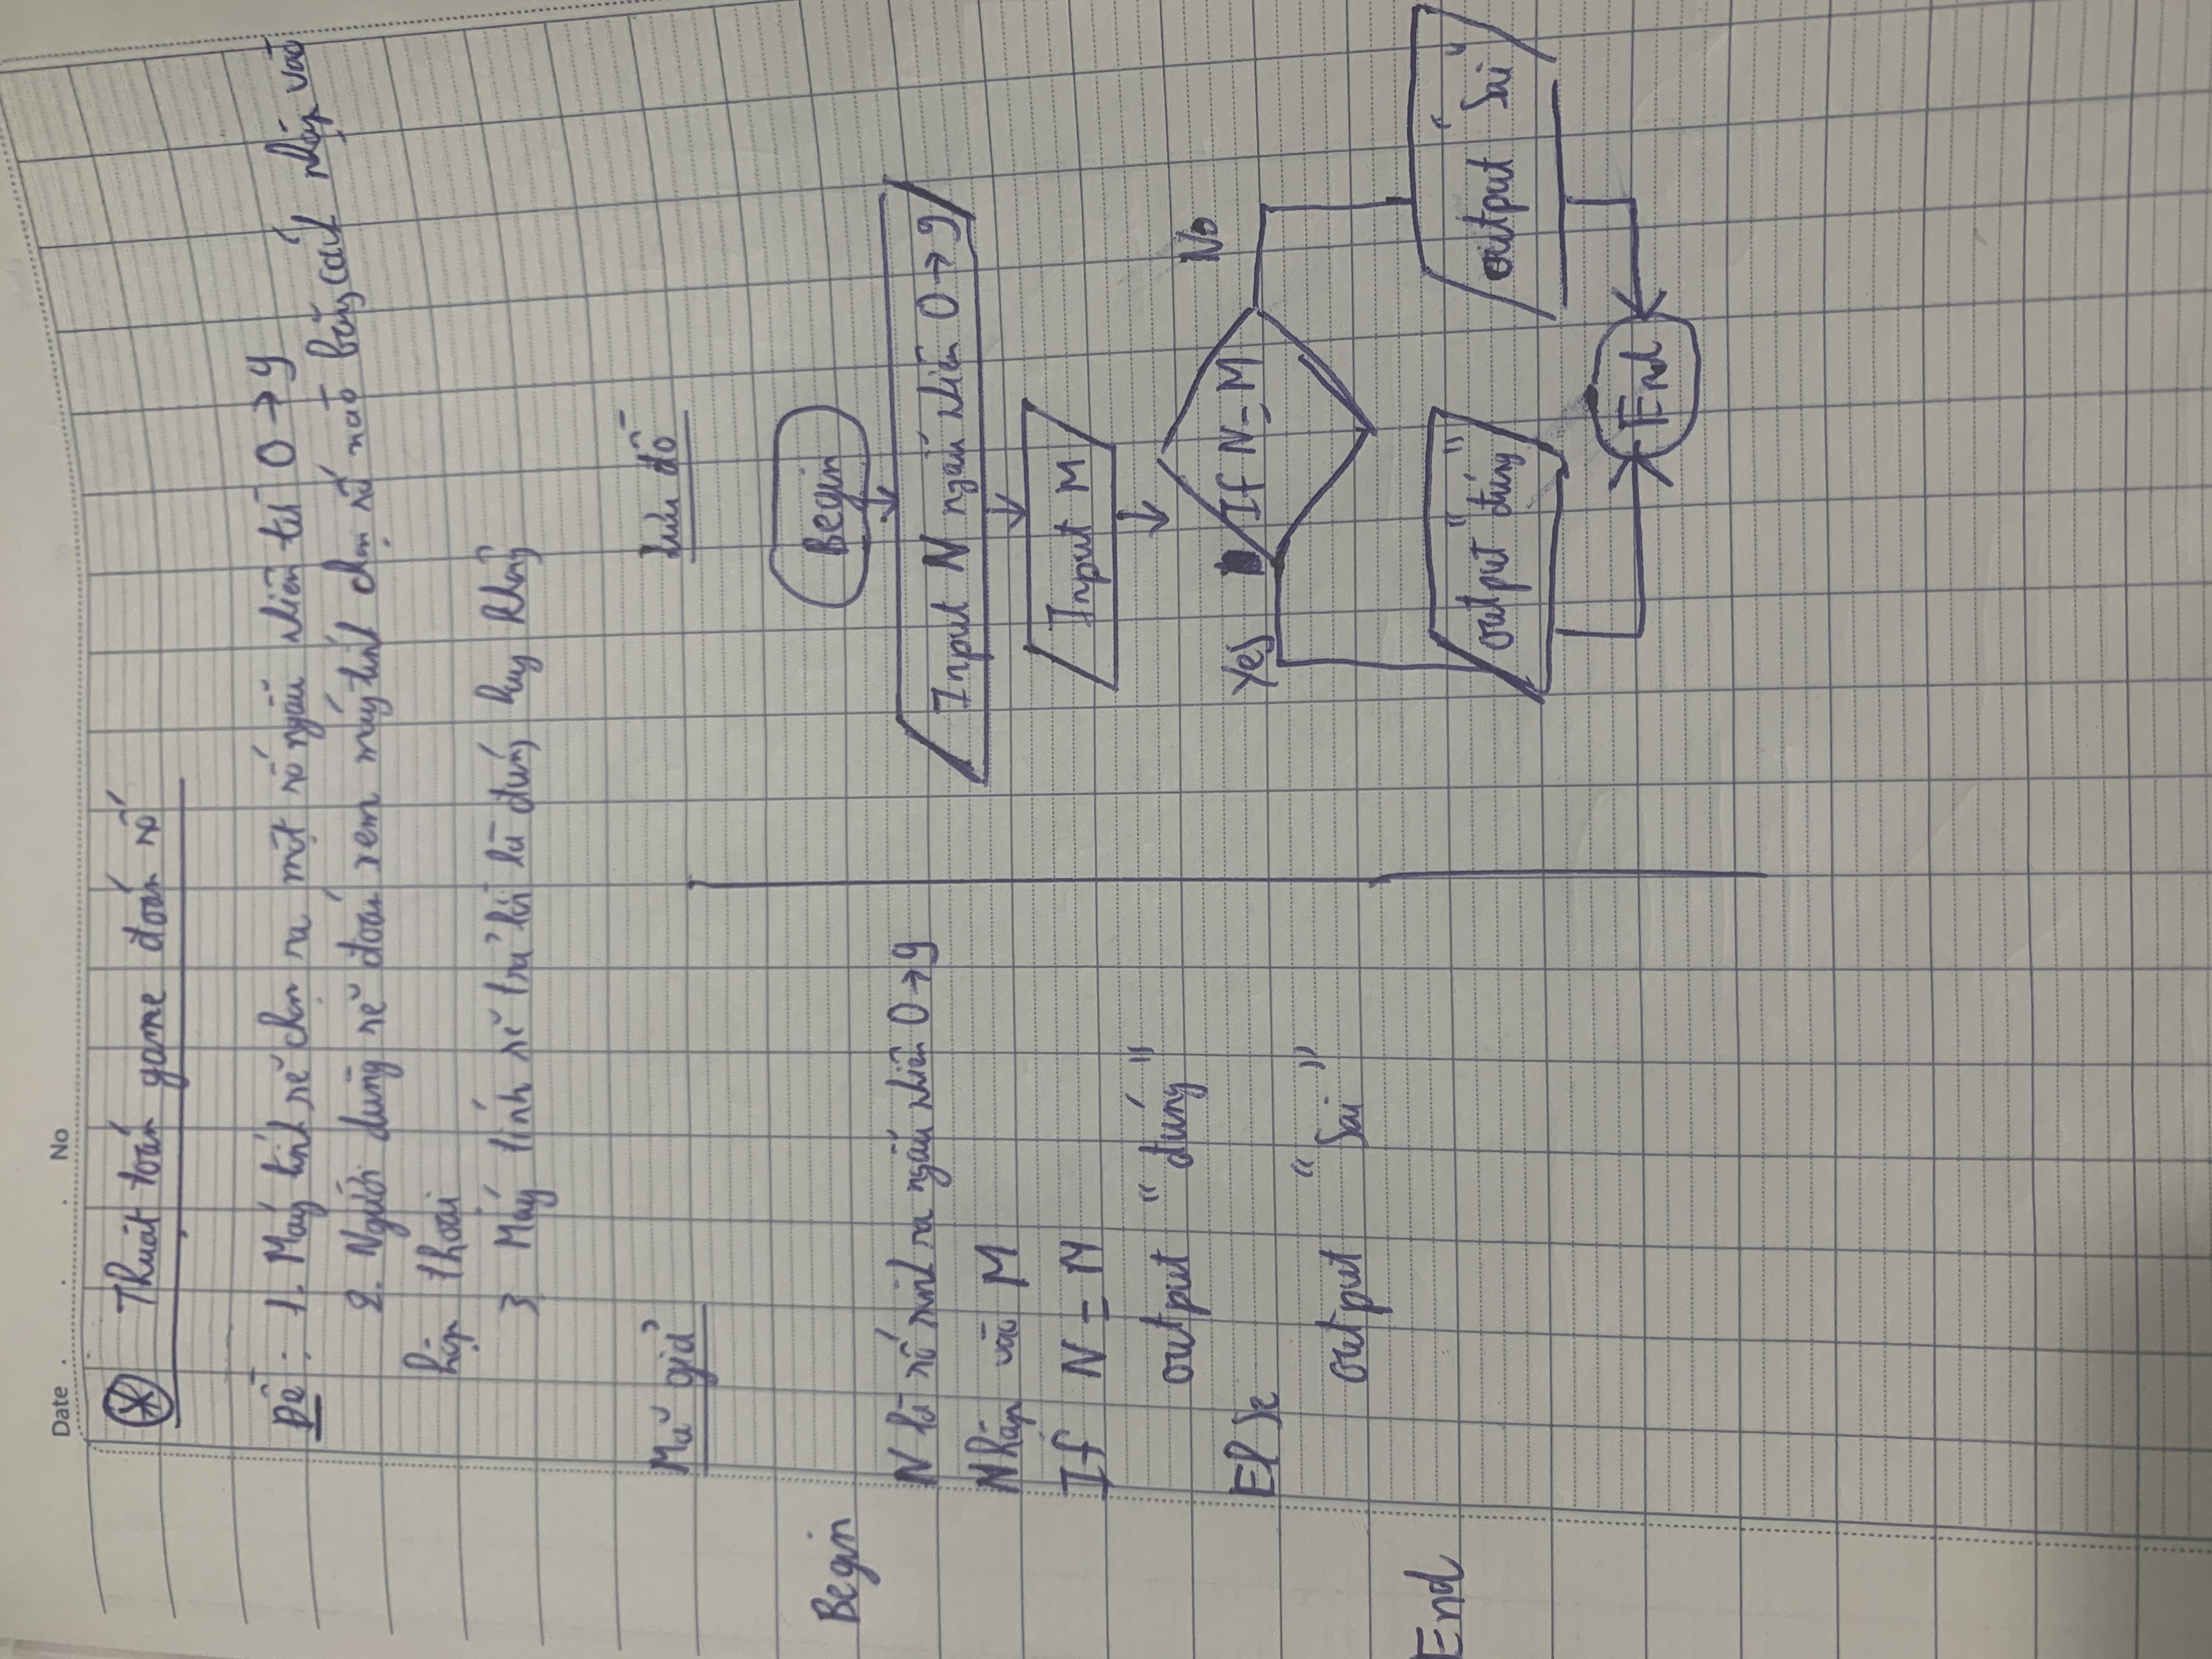 Date . . . No
* Thuật toán game đoán số
Đề: 1. Máy tính sẽ chọn ra một số ngẫu nhiên từ 0 → 9
2. Người dùng sẽ đoán xem máy tính chọn số nào bằng cách nhập vào
hộp thoại
3 Máy tính sẽ trả lời là đúng hay không
Mã giả
Begin
N là số sinh ra ngẫu nhiên 0 → 9
Nhập vào M
If N = M
output "đúng"
Else
output "Sai"
End
Lưu đồ
Begin
Input N ngẫu nhiên 0 → 9
Input M
If N = M
Yes
No
output "đúng"
output "Sai"
End